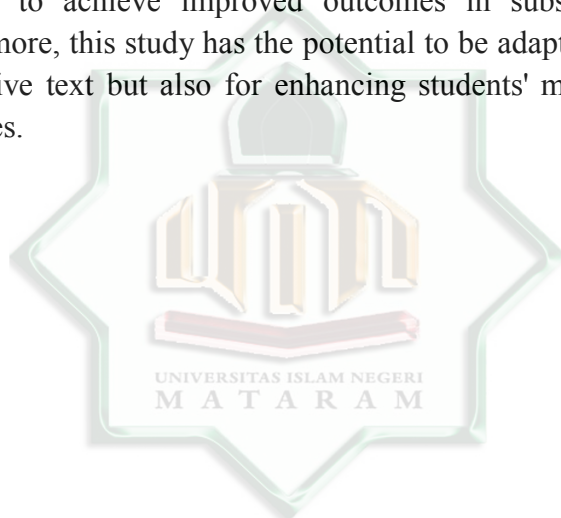 to achieve improved outcomes in subs
more, this study has the potential to be adapt
ive text but also for enhancing students' m
es.
UNIVERSITAS ISLAM NEGERI
MATARAM